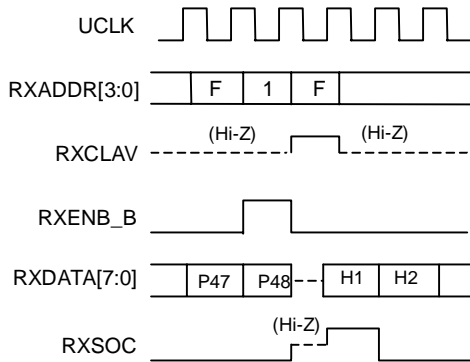 UCLK
RXADDR[3:0] F 1 F
(Hi-Z) (Hi-Z)
RXCLAV
RXENB_B
RXDATA[7:0] P47 P48 H1 H2
(Hi-Z)
RXSOC